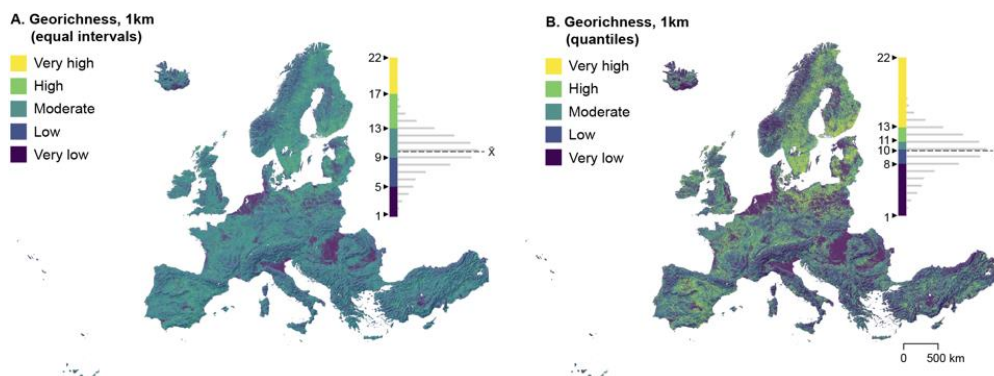 A. Georichness, 1km
(equal intervals)
Very high
High
Moderate
Low
Very low
22
17
13
9
5
1
x̄
B. Georichness, 1km
(quantiles)
Very high
High
Moderate
Low
Very low
22
13
11
10
8
1
0 500 km